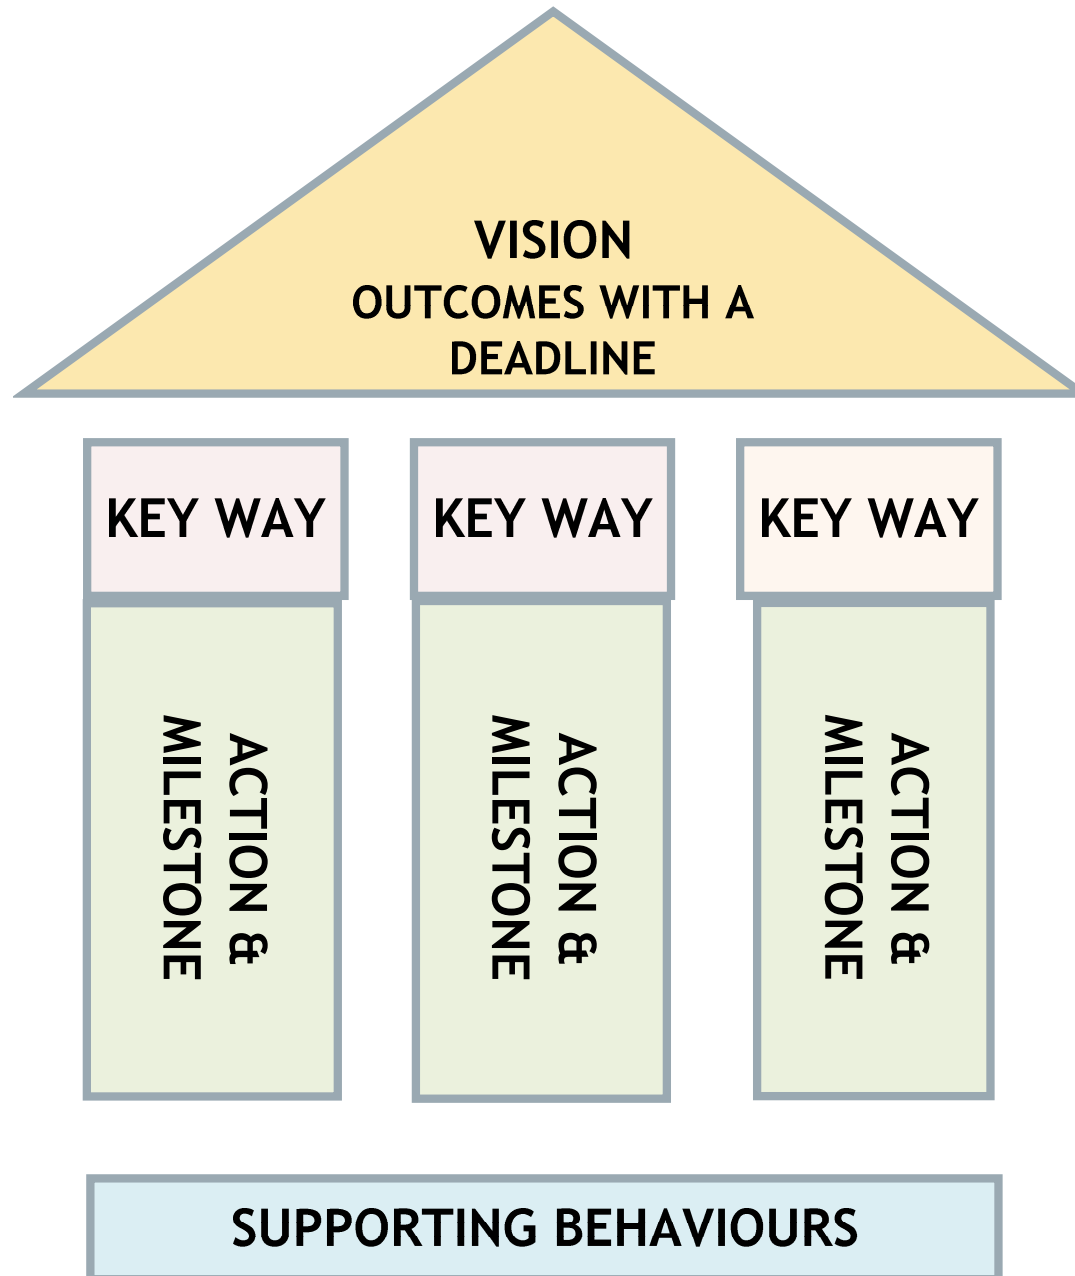 VISION
OUTCOMES WITH A
DEADLINE
KEY WAY
KEY WAY
KEY WAY
ACTION &
MILESTONE
ACTION &
MILESTONE
ACTION &
MILESTONE
SUPPORTING BEHAVIOURS